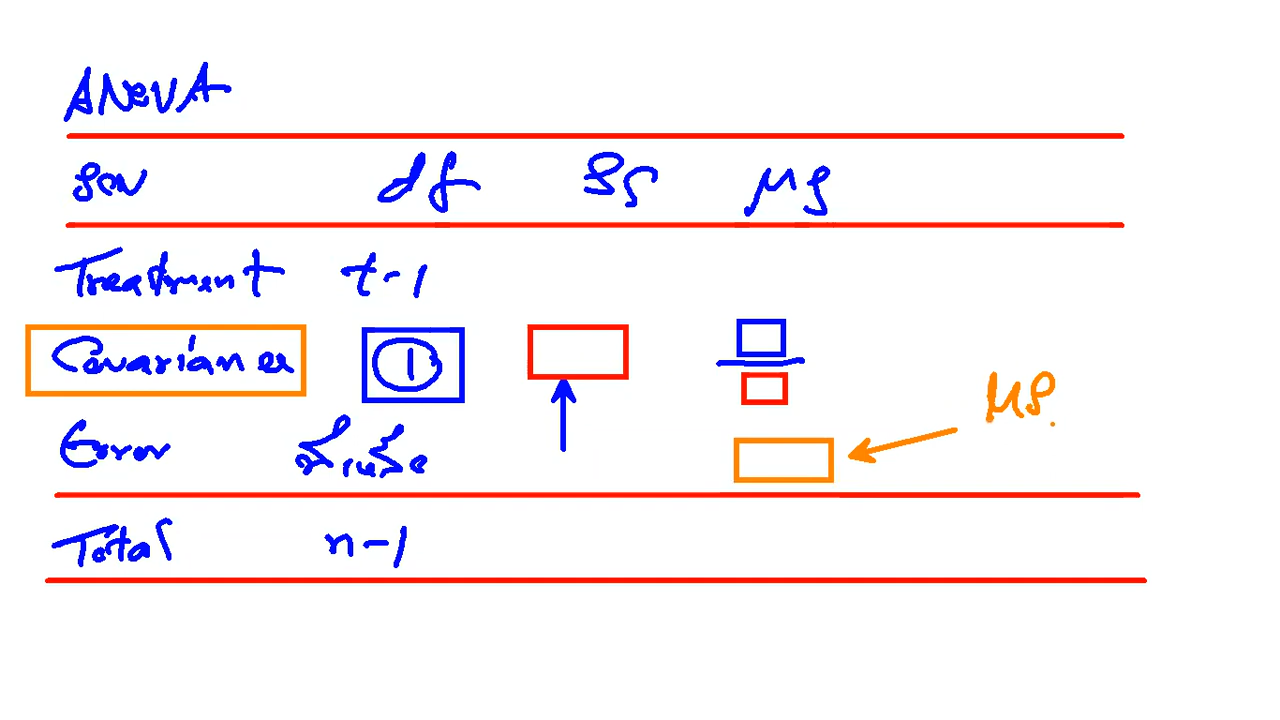 ANOVA
SOV df SS MS
Treatment t-1
Covariance 1
MS.
Error
Total n-1